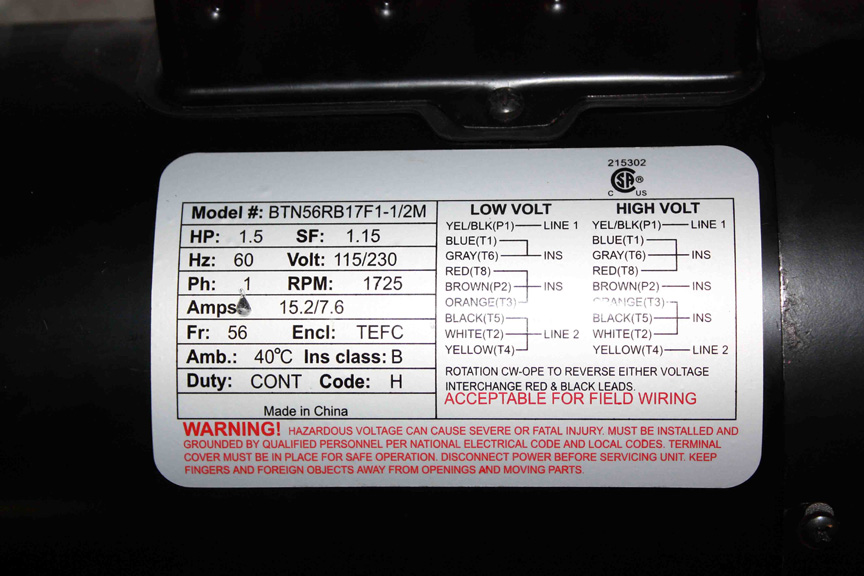 215302
CSA®
C US
Model #: BTN56RB17F1-1/2M
HP: 1.5 SF: 1.15
Hz: 60 Volt: 115/230
Ph: 1 RPM: 1725
Amps 15.2/7.6
Fr: 56 Encl: TEFC
Amb.: 40°C Ins class: B
Duty: CONT Code: H
Made in China
LOW VOLT
YEL/BLK(P1) LINE 1
BLUE(T1)
GRAY(T6) INS
RED(T8)
BROWN(P2) INS
ORANGE(T3)
BLACK(T5)
WHITE(T2) LINE 2
YELLOW(T4)
HIGH VOLT
YEL/BLK(P1) LINE 1
BLUE(T1)
GRAY(T6) INS
RED(T8)
BROWN(P2) INS
ORANGE(T3)
BLACK(T5) INS
WHITE(T2)
YELLOW(T4) LINE 2
ROTATION CW-OPE TO REVERSE EITHER VOLTAGE
INTERCHANGE RED & BLACK LEADS.
ACCEPTABLE FOR FIELD WIRING
WARNING! HAZARDOUS VOLTAGE CAN CAUSE SEVERE OR FATAL INJURY. MUST BE INSTALLED AND
GROUNDED BY QUALIFIED PERSONNEL PER NATIONAL ELECTRICAL CODE AND LOCAL CODES. TERMINAL
COVER MUST BE IN PLACE FOR SAFE OPERATION. DISCONNECT POWER BEFORE SERVICING UNIT. KEEP
FINGERS AND FOREIGN OBJECTS AWAY FROM OPENINGS AND MOVING PARTS.